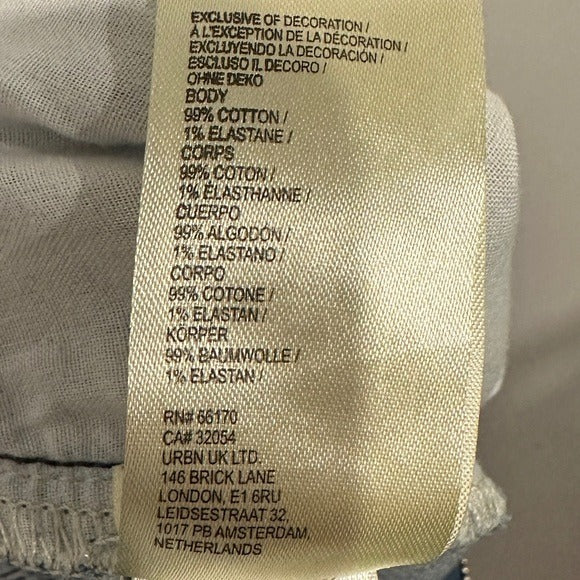 EXCLUSIVE OF DECORATION /
À L'EXCEPTION DE LA DÉCORATION /
EXCLUYENDO LA DECORACIÓN /
ESCLUSO IL DECORO /
OHNE DEKO
BODY
99% COTTON /
1% ELASTANE /
CORPS
99% COTON /
1% ELASTHANNE /
CUERPO
99% ALGODON /
1% ELASTANO /
CORPO
99% COTONE /
1% ELASTAN /
KÖRPER
99% BAUMWOLLE /
1% ELASTAN /
RN# 66170
CA# 32054
URBN UK LTD.
146 BRICK LANE
LONDON, E1 6RU
LEIDSESTRAAT 32,
1017 PB AMSTERDAM,
NETHERLANDS